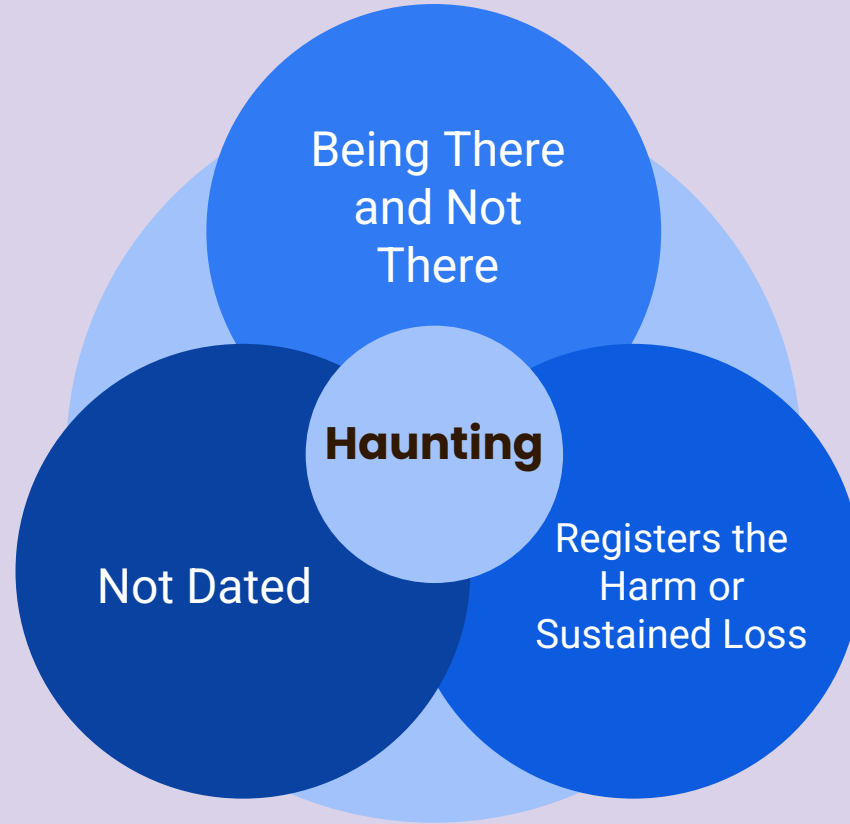 Being There
and Not
There
Haunting
Not Dated
Registers the
Harm or
Sustained Loss